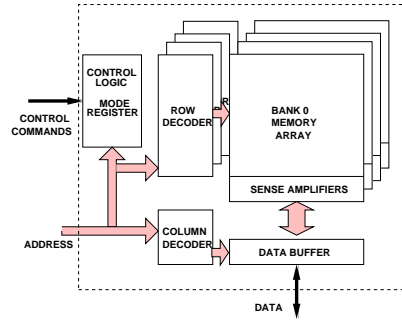 CONTROL
LOGIC
MODE
REGISTER
ROW
DECODER
BANK 0
MEMORY
ARRAY
CONTROL
COMMANDS
SENSE AMPLIFIERS
ADDRESS
COLUMN
DECODER
DATA BUFFER
DATA